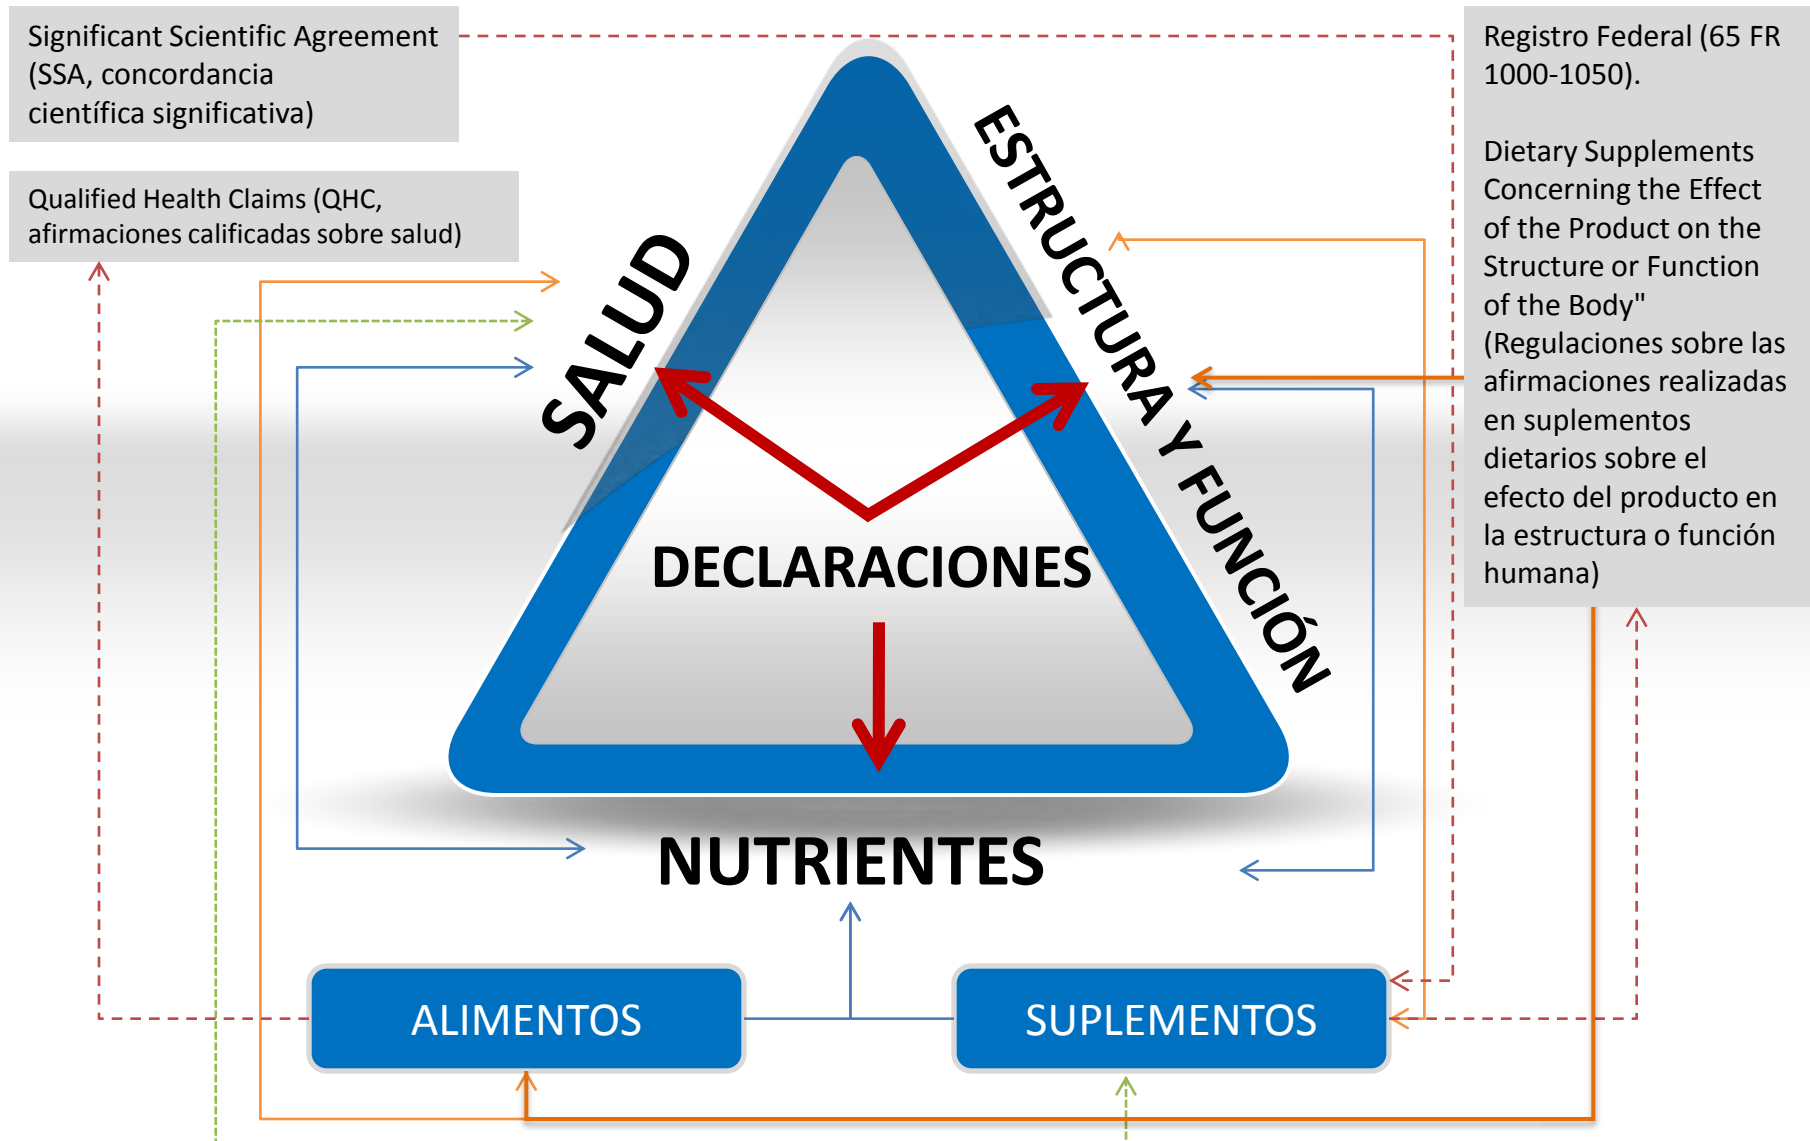 Significant Scientific Agreement
(SSA, concordancia
científica significativa)
Qualified Health Claims (QHC,
afirmaciones calificadas sobre salud)
SALUD
ESTRUCTURA Y FUNCIÓN
DECLARACIONES
NUTRIENTES
ALIMENTOS
SUPLEMENTOS
Registro Federal (65 FR
1000-1050).
Dietary Supplements
Concerning the Effect
of the Product on the
Structure or Function
of the Body"
(Regulaciones sobre las
afirmaciones realizadas
en suplementos
dietarios sobre el
efecto del producto en
la estructura o función
humana)